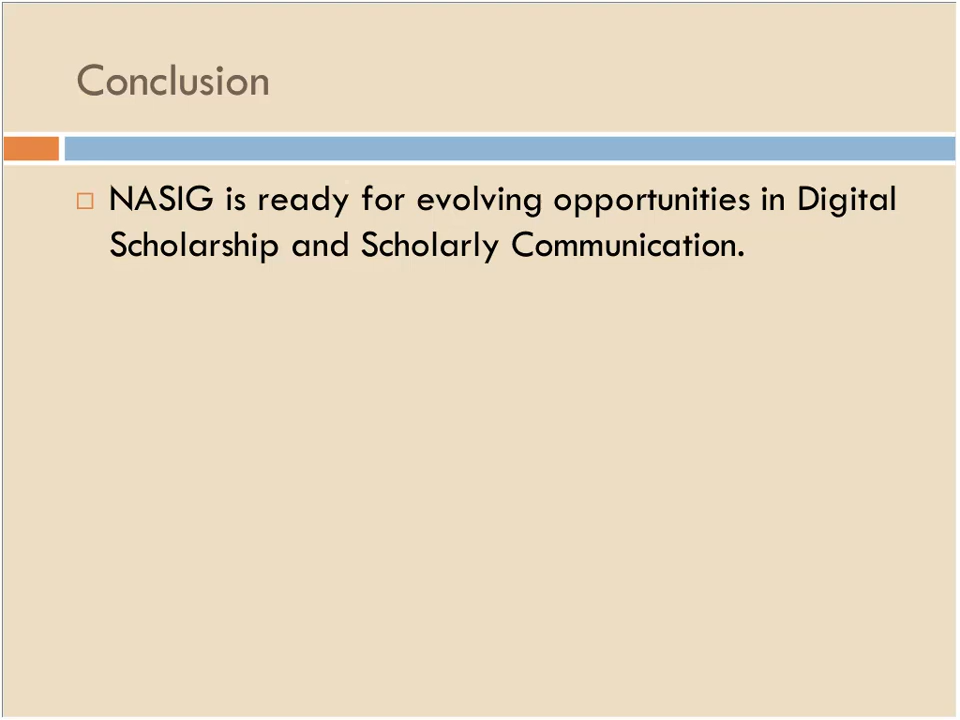 Conclusion
NASIG is ready for evolving opportunities in Digital
Scholarship and Scholarly Communication.